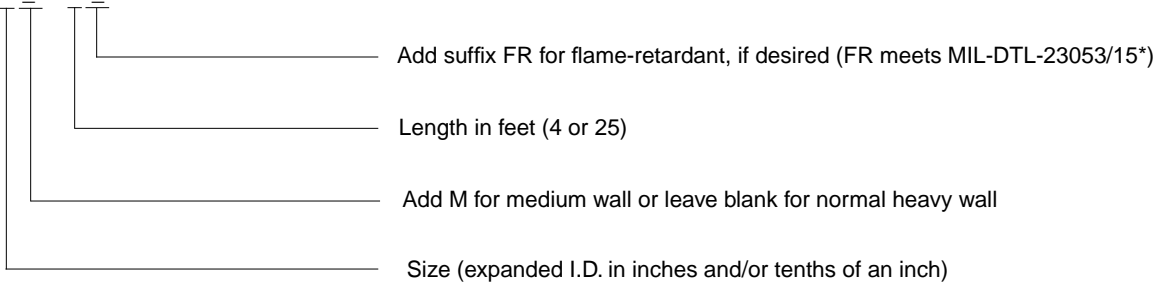 Add suffix FR for flame-retardant, if desired (FR meets MIL-DTL-23053/15*)
Length in feet (4 or 25)
Add M for medium wall or leave blank for normal heavy wall
Size (expanded I.D. in inches and/or tenths of an inch)